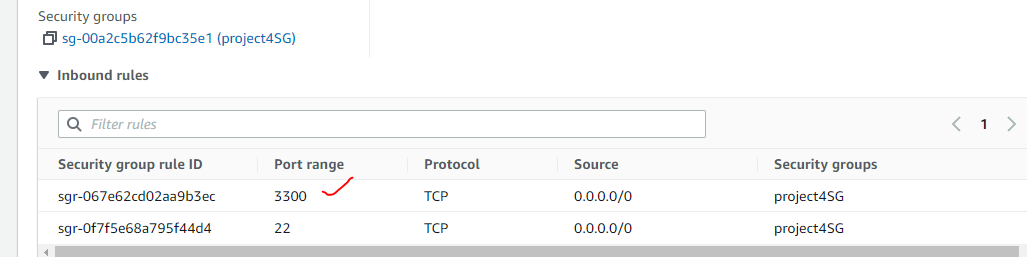 Security groups
sg-00a2c5b62f9bc35e1 (project4SG)
Inbound rules
Filter rules
1
Security group rule ID Port range Protocol Source Security groups
sgr-067e62cd02aa9b3ec 3300 TCP 0.0.0.0/0 project4SG
sgr-0f7f5e68a795f44d4 22 TCP 0.0.0.0/0 project4SG